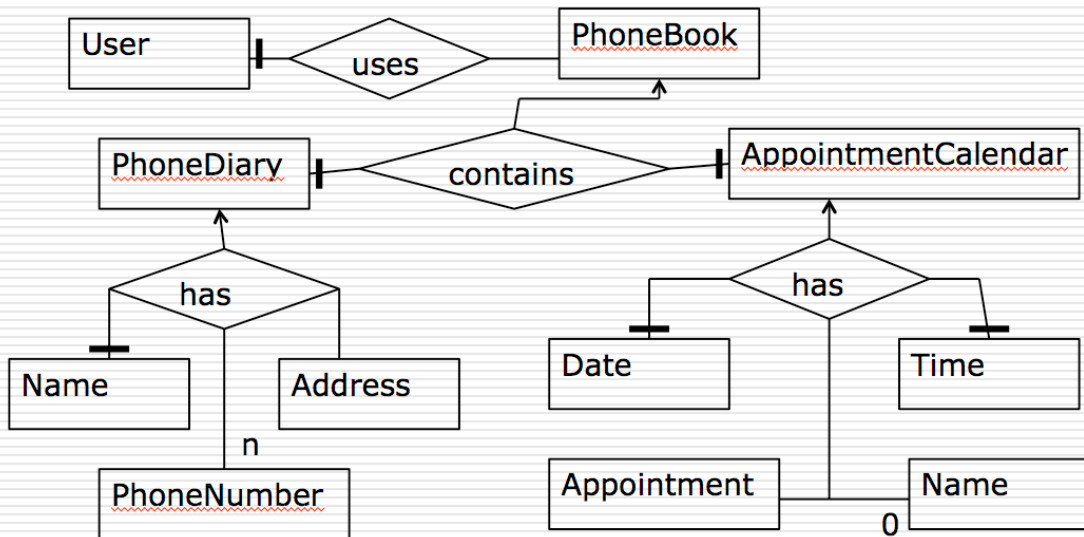 User
uses
PhoneBook
PhoneDiary
contains
AppointmentCalendar
has
has
Name
Address
Date
Time
n
PhoneNumber
Appointment
Name
0